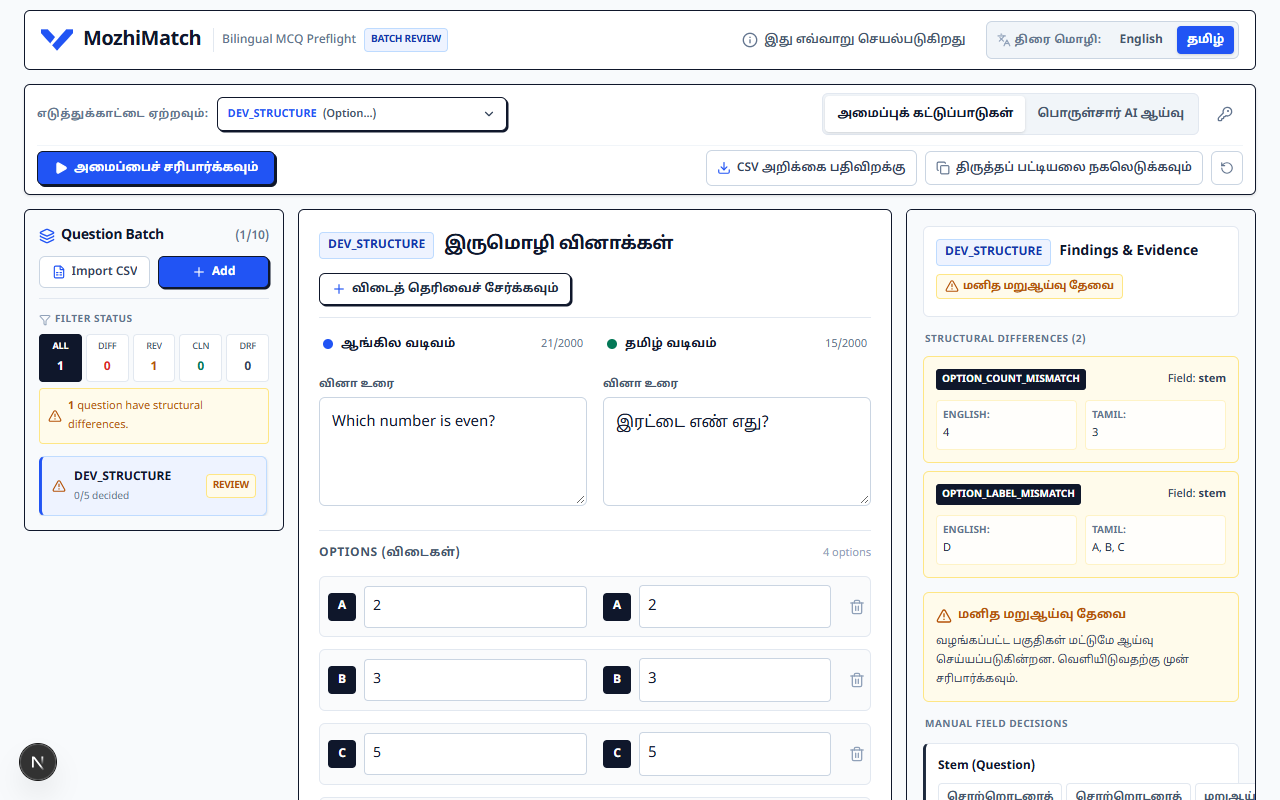 MozhiMatch
Bilingual MCQ Preflight
BATCH REVIEW
இது எவ்வாறு செயல்படுகிறது
திரை மொழி:
English
தமிழ்
எடுத்துக்காட்டை ஏற்றவும்:
DEV_STRUCTURE (Option...)
அமைப்புக் கட்டுப்பாடுகள்
பொருள்சார் AI ஆய்வு
அமைப்பைச் சரிபார்க்கவும்
CSV அறிக்கை பதிவிறக்கு
திருத்தப் பட்டியலை நகலெடுக்கவும்
Question Batch
(1/10)
Import CSV
Add
FILTER STATUS
ALL
DIFF
REV
CLN
DRF
1
0
1
0
0
1 question have structural
differences.
DEV_STRUCTURE
0/5 decided
REVIEW
DEV_STRUCTURE
இருமொழி வினாக்கள்
விடைத் தெரிவைச் சேர்க்கவும்
ஆங்கில வடிவம்
21/2000
தமிழ் வடிவம்
15/2000
வினா உரை
வினா உரை
Which number is even?
இரட்டை எண் எது?
OPTIONS (விடைகள்)
4 options
A
2
A
2
B
3
B
3
C
5
C
5
DEV_STRUCTURE
Findings & Evidence
மனித மறுஆய்வு தேவை
STRUCTURAL DIFFERENCES (2)
OPTION_COUNT_MISMATCH
Field: stem
ENGLISH:
4
TAMIL:
3
OPTION_LABEL_MISMATCH
Field: stem
ENGLISH:
D
TAMIL:
A, B, C
மனித மறுஆய்வு தேவை
வழங்கப்பட்ட பகுதிகள் மட்டுமே ஆய்வு
செய்யப்படுகின்றன. வெளியிடுவதற்கு முன்
சரிபார்க்கவும்.
MANUAL FIELD DECISIONS
Stem (Question)
N